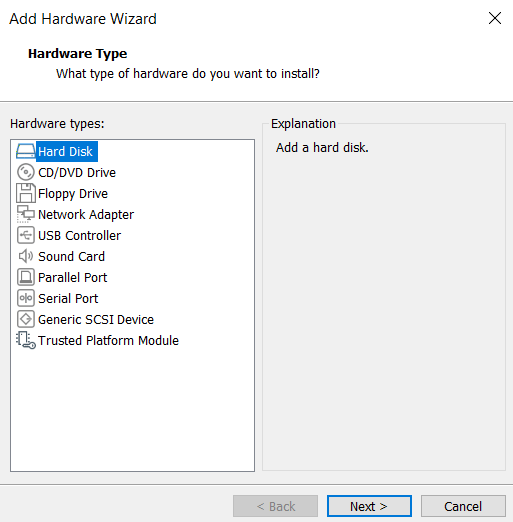 Add Hardware Wizard
Hardware Type
What type of hardware do you want to install?
Hardware types:
Hard Disk
CD/DVD Drive
Floppy Drive
Network Adapter
USB Controller
Sound Card
Parallel Port
Serial Port
Generic SCSI Device
Trusted Platform Module
Explanation
Add a hard disk.
< Back
Next >
Cancel